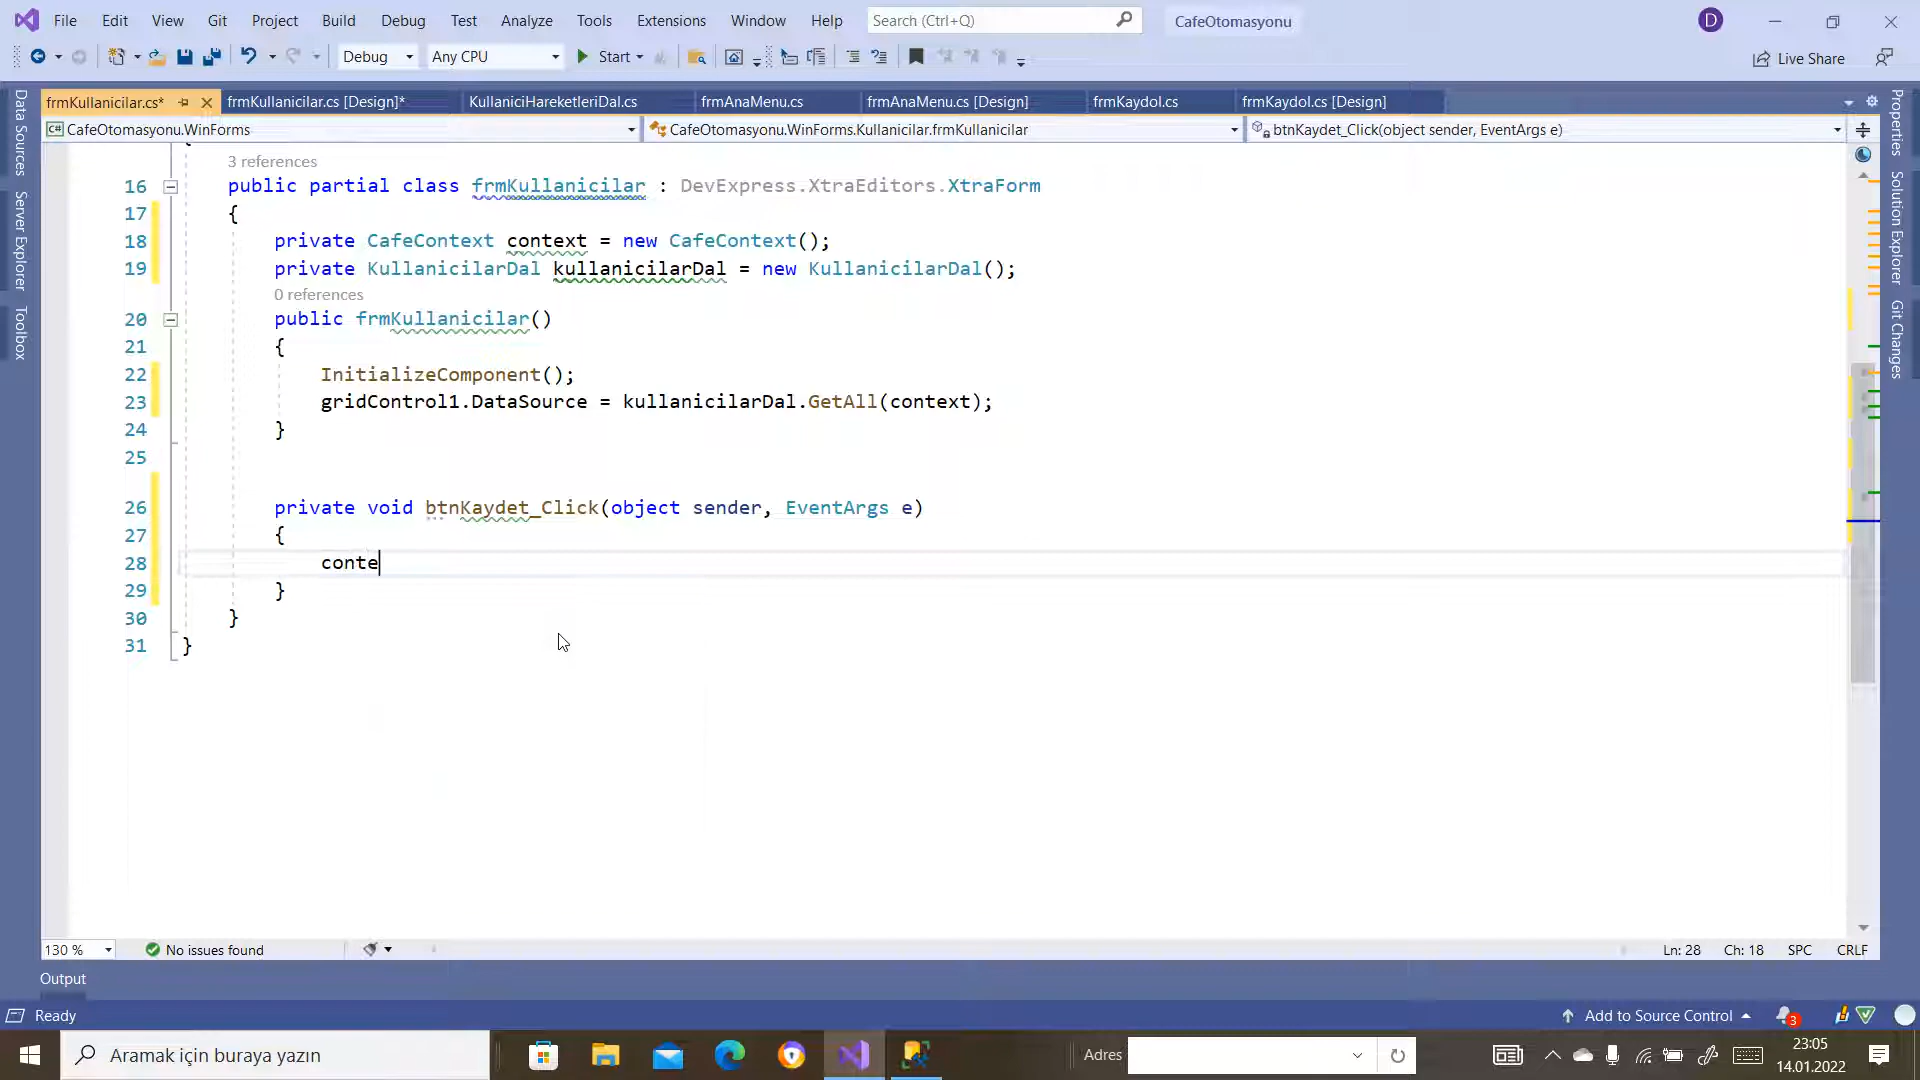 File Edit View Git Project Build Debug Test Analyze Tools Extensions Window Help Search (Ctrl+Q) CafeOtomasyonu D
Debug Any CPU Start Live Share
frmKullanicilar.cs* frmKullanicilar.cs [Design]* KullaniciHareketleriDal.cs frmAnaMenu.cs frmAnaMenu.cs [Design] frmKaydol.cs frmKaydol.cs [Design]
C# CafeOtomasyonu.WinForms CafeOtomasyonu.WinForms.Kullanicilar.frmKullanicilar btnKaydet_Click(object sender, EventArgs e)
Data Sources
Server Explorer
Toolbox
Properties
Solution Explorer
Git Changes
3 references
16 public partial class frmKullanicilar : DevExpress.XtraEditors.XtraForm
17 {
18 private CafeContext context = new CafeContext();
19 private KullanicilarDal kullanicilarDal = new KullanicilarDal();
0 references
20 public frmKullanicilar()
21 {
22 InitializeComponent();
23 gridControl1.DataSource = kullanicilarDal.GetAll(context);
24 }
25
26 private void btnKaydet_Click(object sender, EventArgs e)
27 {
28 conte
29 }
30 }
31 }
130 % No issues found Ln: 28 Ch: 18 SPC CRLF
Output
Ready Add to Source Control 3
Aramak için buraya yazın Adres 23:05
14.01.2022